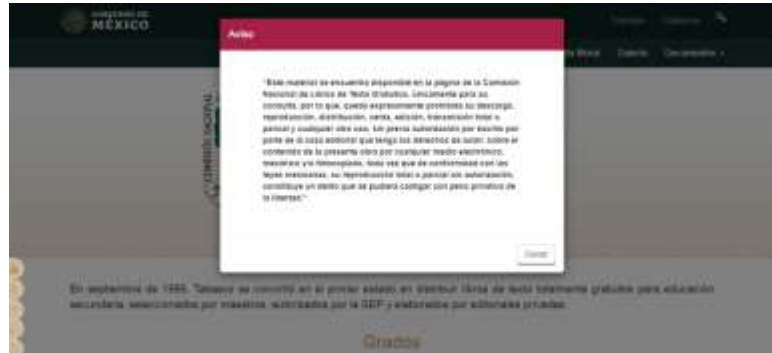 GOBIERNO DE
MÉXICO
Aviso
"Este material se encuentra disponible en la página de la Comisión
Nacional de Libros de Texto Gratuitos, únicamente para su
consulta, por lo que, queda expresamente prohibida su descarga,
reproducción, distribución, venta, edición, transmisión total o
parcial y cualquier otro uso, sin previa autorización por escrito por
parte de la casa editorial que tenga los derechos de autor, sobre el
contenido de la presente obra por cualquier medio electrónico,
mecánico y/o fotocopiado, toda vez que de conformidad con las
leyes mexicanas, su reproducción total o parcial sin autorización,
constituye un delito que se pudiera castigar con pena privativa de
la libertad."
Cerrar
En septiembre de 1999, Tabasco se convirtió en el primer estado en distribuir libros de texto totalmente gratuitos para educación
secundaria, seleccionados por maestros, autorizados por la SEP y elaborados por editoriales privadas.
Grados